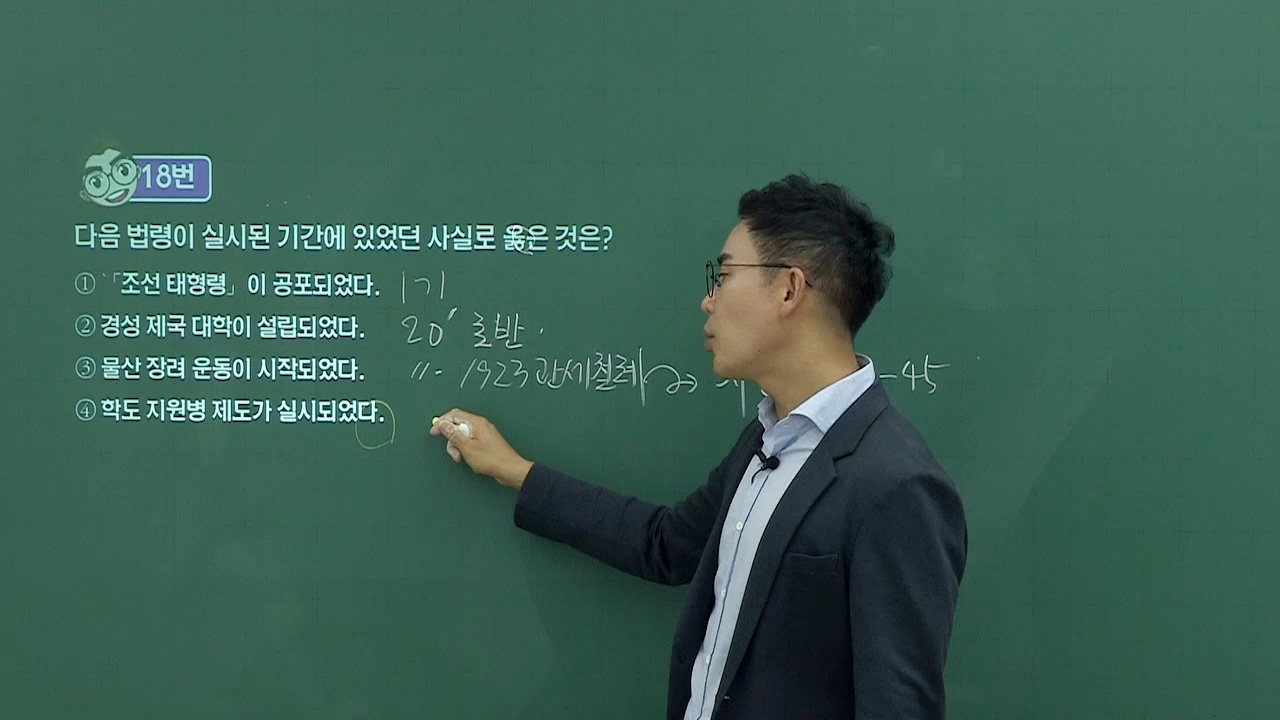 18번
다음 법령이 실시된 기간에 있었던 사실로 옳은 것은?
① 「조선 태형령」이 공포되었다. 1기
② 경성 제국 대학이 설립되었다. 20' 초반
③ 물산 장려 운동이 시작되었다. 〃 1923 관세철폐 → -45
④ 학도 지원병 제도가 실시되었다.